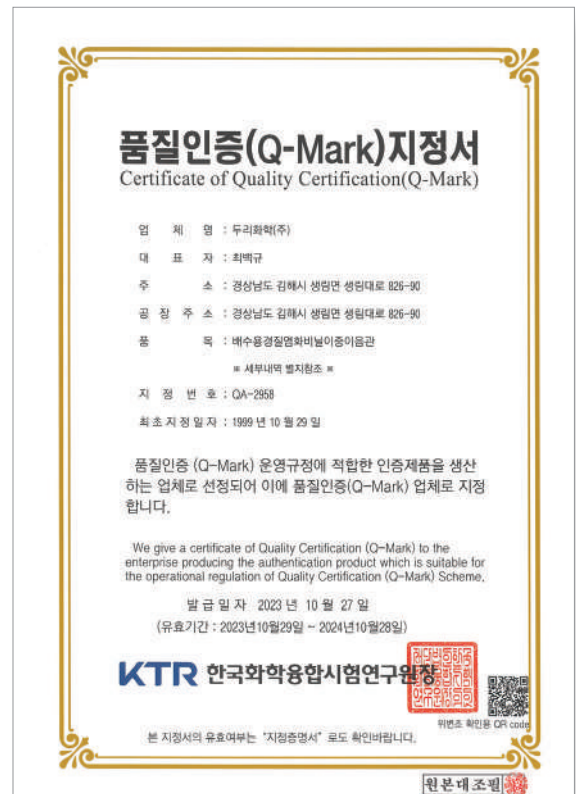 품질인증(Q-Mark)지정서
Certificate of Quality Certification(Q-Mark)
업 체 명 : 두리화학(주)
대 표 자 : 최백규
주 소 : 경상남도 김해시 생림면 생림대로 826-90
공 장 주 소 : 경상남도 김해시 생림면 생림대로 826-90
품 목 : 배수용경질염화비닐이중이음관
※ 세부내역 별지참조 ※
지 정 번 호 : QA-2958
최초지정일자 : 1999 년 10 월 29 일
품질인증 (Q-Mark) 운영규정에 적합한 인증제품을 생산
하는 업체로 선정되어 이에 품질인증(Q-Mark) 업체로 지정
합니다.
We give a certificate of Quality Certification (Q-Mark) to the
enterprise producing the authentication product which is suitable for
the operational regulation of Quality Certification (Q-Mark) Scheme.
발 급 일 자 2023 년 10 월 27 일
(유효기간 : 2023년10월29일 ~ 2024년10월28일)
KTR 한국화학융합시험연구원장
위변조 확인용 QR code
본 지정서의 유효여부는 "지정증명서" 로도 확인바랍니다.
원본대조필